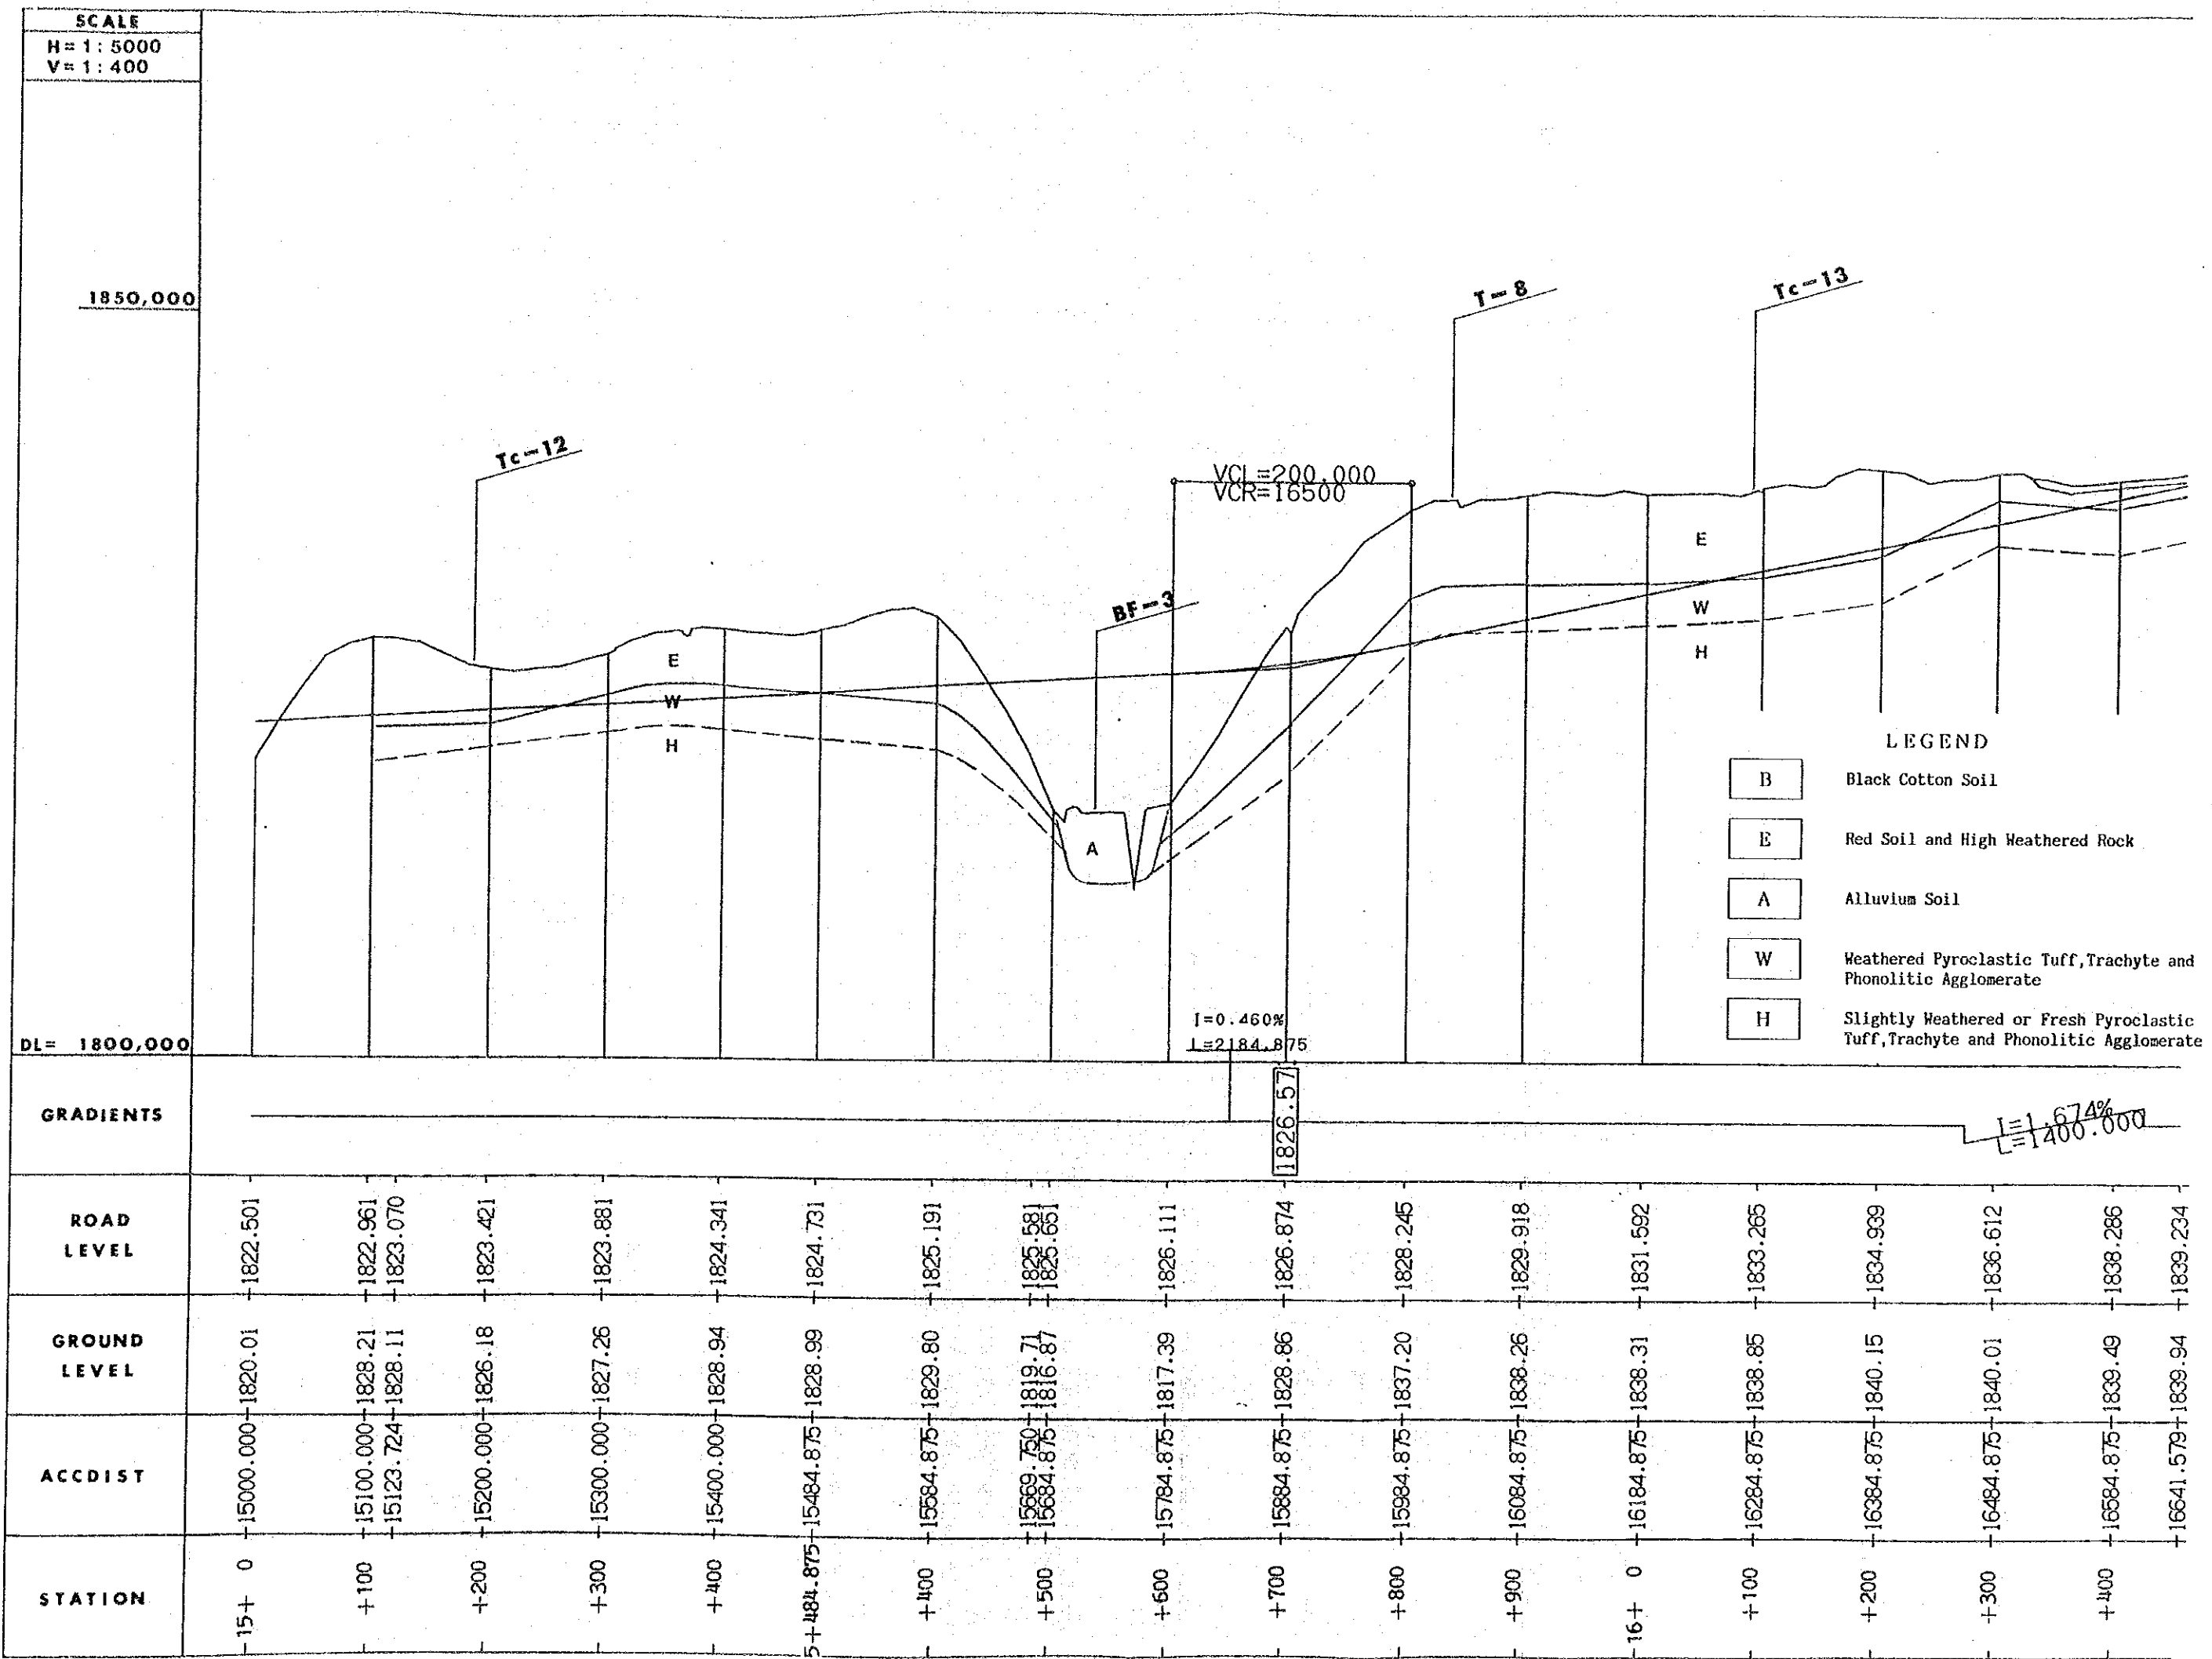 SCALE
H= 1: 5000
V= 1: 400
1850,000
Tc-12
BF-3
VCL=200.000
VCR=16500
T-8
Tc-13
E
W
H
A
E
W
H
LEGEND
B Black Cotton Soil
E Red Soil and High Weathered Rock
A Alluvium Soil
W Weathered Pyroclastic Tuff,Trachyte and
Phonolitic Agglomerate
H Slightly Weathered or Fresh Pyroclastic
Tuff,Trachyte and Phonolitic Agglomerate
DL= 1800,000
I=0.460%
L=2184.875
GRADIENTS
1826.57
I=1.674%
L=1400.000
ROAD
LEVEL
1822.501
1822.961
1823.070
1823.421
1823.881
1824.341
1824.731
1825.191
1825.581
1825.651
1826.111
1826.874
1828.245
1829.918
1831.592
1833.265
1834.939
1836.612
1838.286
1839.234
GROUND
LEVEL
1820.01
1828.21
1828.11
1826.18
1827.26
1828.94
1828.99
1829.80
1819.71
1816.87
1817.39
1828.86
1837.20
1838.26
1838.31
1838.85
1840.15
1840.01
1839.49
1839.94
ACCDIST
15000.000
15100.000
15123.724
15200.000
15300.000
15400.000
15484.875
15584.875
15669.750
15684.875
15784.875
15884.875
15984.875
16084.875
16184.875
16284.875
16384.875
16484.875
16584.875
16641.579
STATION
15+ 0
+100
+200
+300
+400
5+484.875
+400
+500
+600
+700
+800
+900
16+ 0
+100
+200
+300
+400